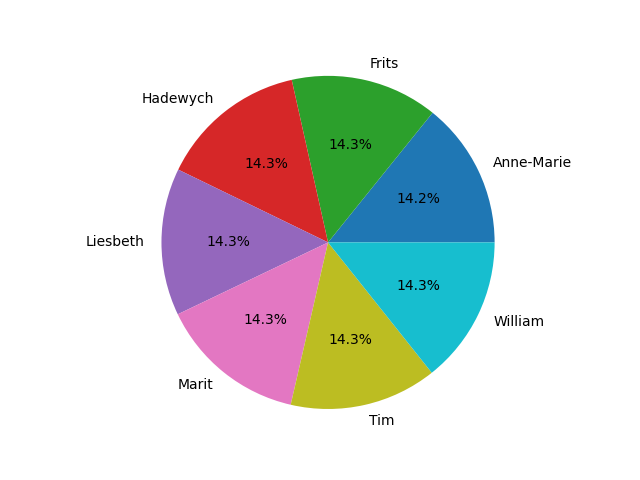 Frits
Hadewych
Anne-Marie
14.3%
14.3%
14.2%
Liesbeth
14.3%
14.3%
14.3%
14.3%
William
Marit
Tim